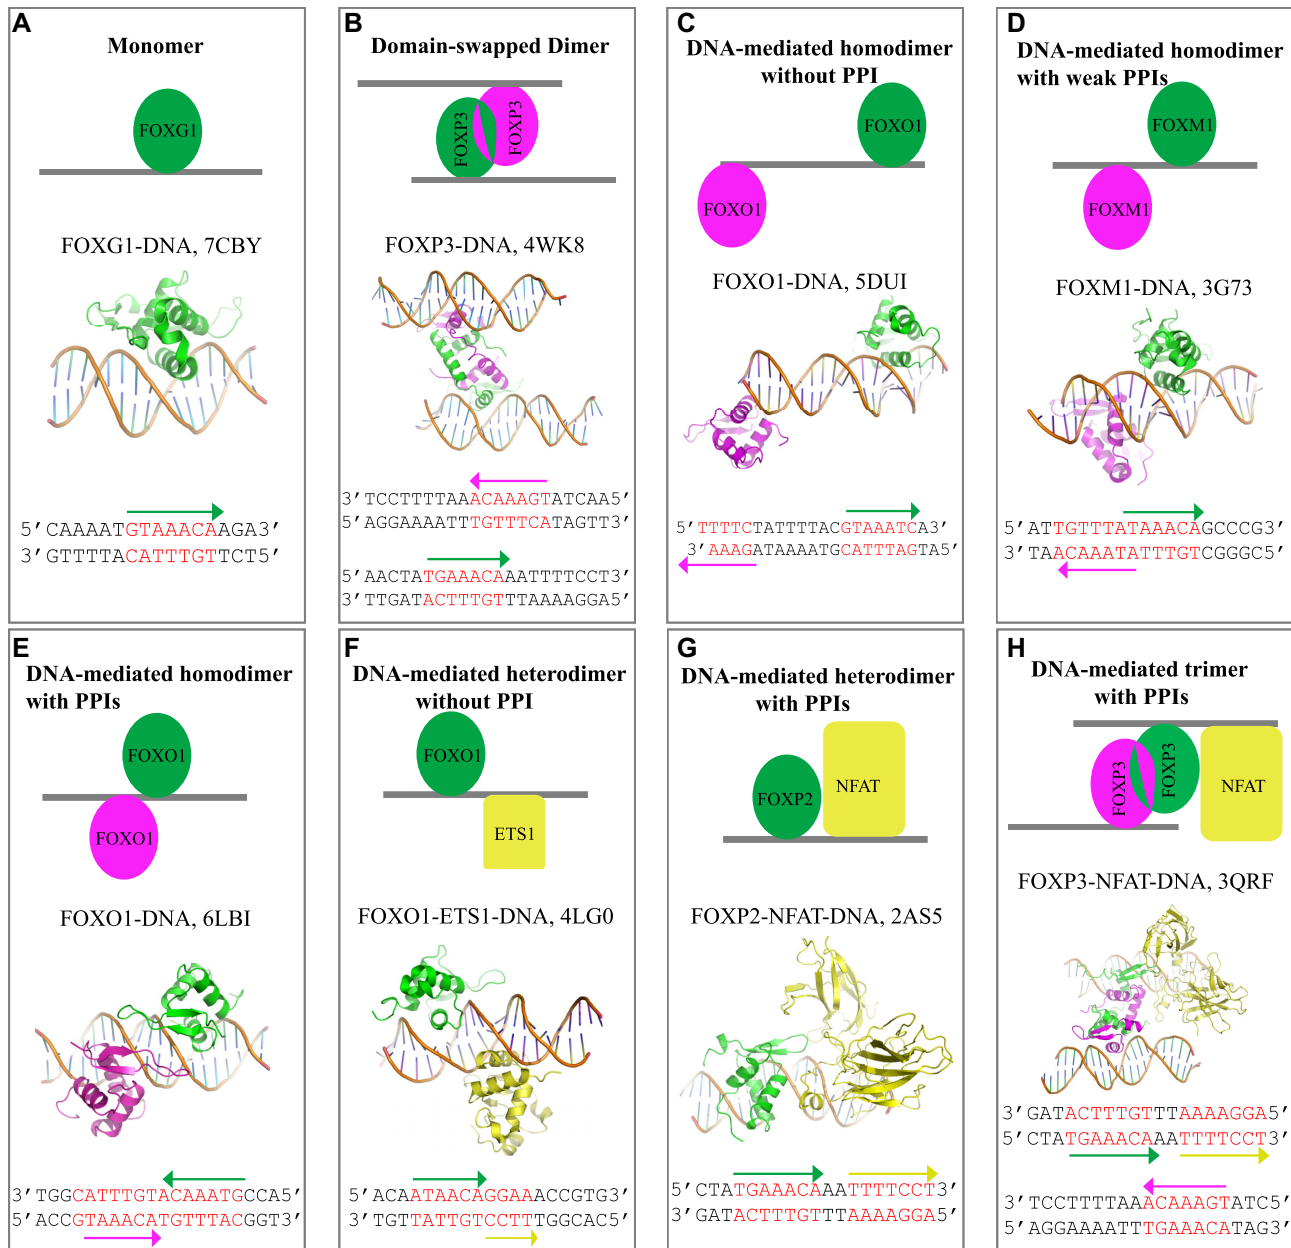 A
Monomer
FOXG1
FOXG1-DNA, 7CBY
5′CAAAATGTAAACAAGA3′
3′GTTTTACATTTGTTCT5′
B
Domain-swapped Dimer
FOXP3
FOXP3
FOXP3-DNA, 4WK8
3′TCCTTTTAAACAAAGTATCAA5′
5′AGGAAAATTTGTTTCATAGTT3′
5′AACTATGAAACAAATTTTCCT3′
3′TTGATACTTTGTTTAAAAGGA5′
C
DNA-mediated homodimer
without PPI
FOXO1
FOXO1
FOXO1-DNA, 5DUI
5′TTTTCTATTTTACGTAAATCA3′
3′AAAGATAAAATGCATTTAGTA5′
D
DNA-mediated homodimer
with weak PPIs
FOXM1
FOXM1
FOXM1-DNA, 3G73
5′ATTGTTTATAAACAGCCCG3′
3′TAACAAATATTTGTCGGGC5′
E
DNA-mediated homodimer
with PPIs
FOXO1
FOXO1
FOXO1-DNA, 6LBI
3′TGGCATTTGTACAAATGCCA5′
5′ACCGTAAACATGTTTACGGT3′
F
DNA-mediated heterodimer
without PPI
FOXO1
ETS1
FOXO1-ETS1-DNA, 4LG0
5′ACAATAACAGGAAACCGTG3′
3′TGTTATTGTCCTTTGGCAC5′
G
DNA-mediated heterodimer
with PPIs
FOXP2
NFAT
FOXP2-NFAT-DNA, 2AS5
5′CTATGAAACAAATTTTCCT3′
3′GATACTTTGTTTAAAAGGA5′
H
DNA-mediated trimer
with PPIs
FOXP3
FOXP3
NFAT
FOXP3-NFAT-DNA, 3QRF
3′GATACTTTGTTTAAAAGGA5′
5′CTATGAAACAAATTTTCCT3′
3′TCCTTTTAAACAAAGTATC5′
5′AGGAAAATTTGAAACATAG3′